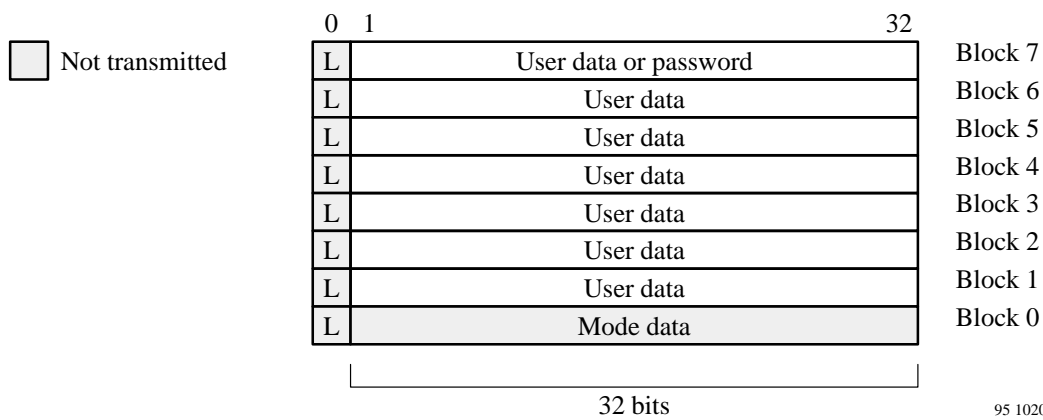 0 1 32
Not transmitted
L User data or password Block 7
L User data Block 6
L User data Block 5
L User data Block 4
L User data Block 3
L User data Block 2
L User data Block 1
L Mode data Block 0
32 bits
95 1020